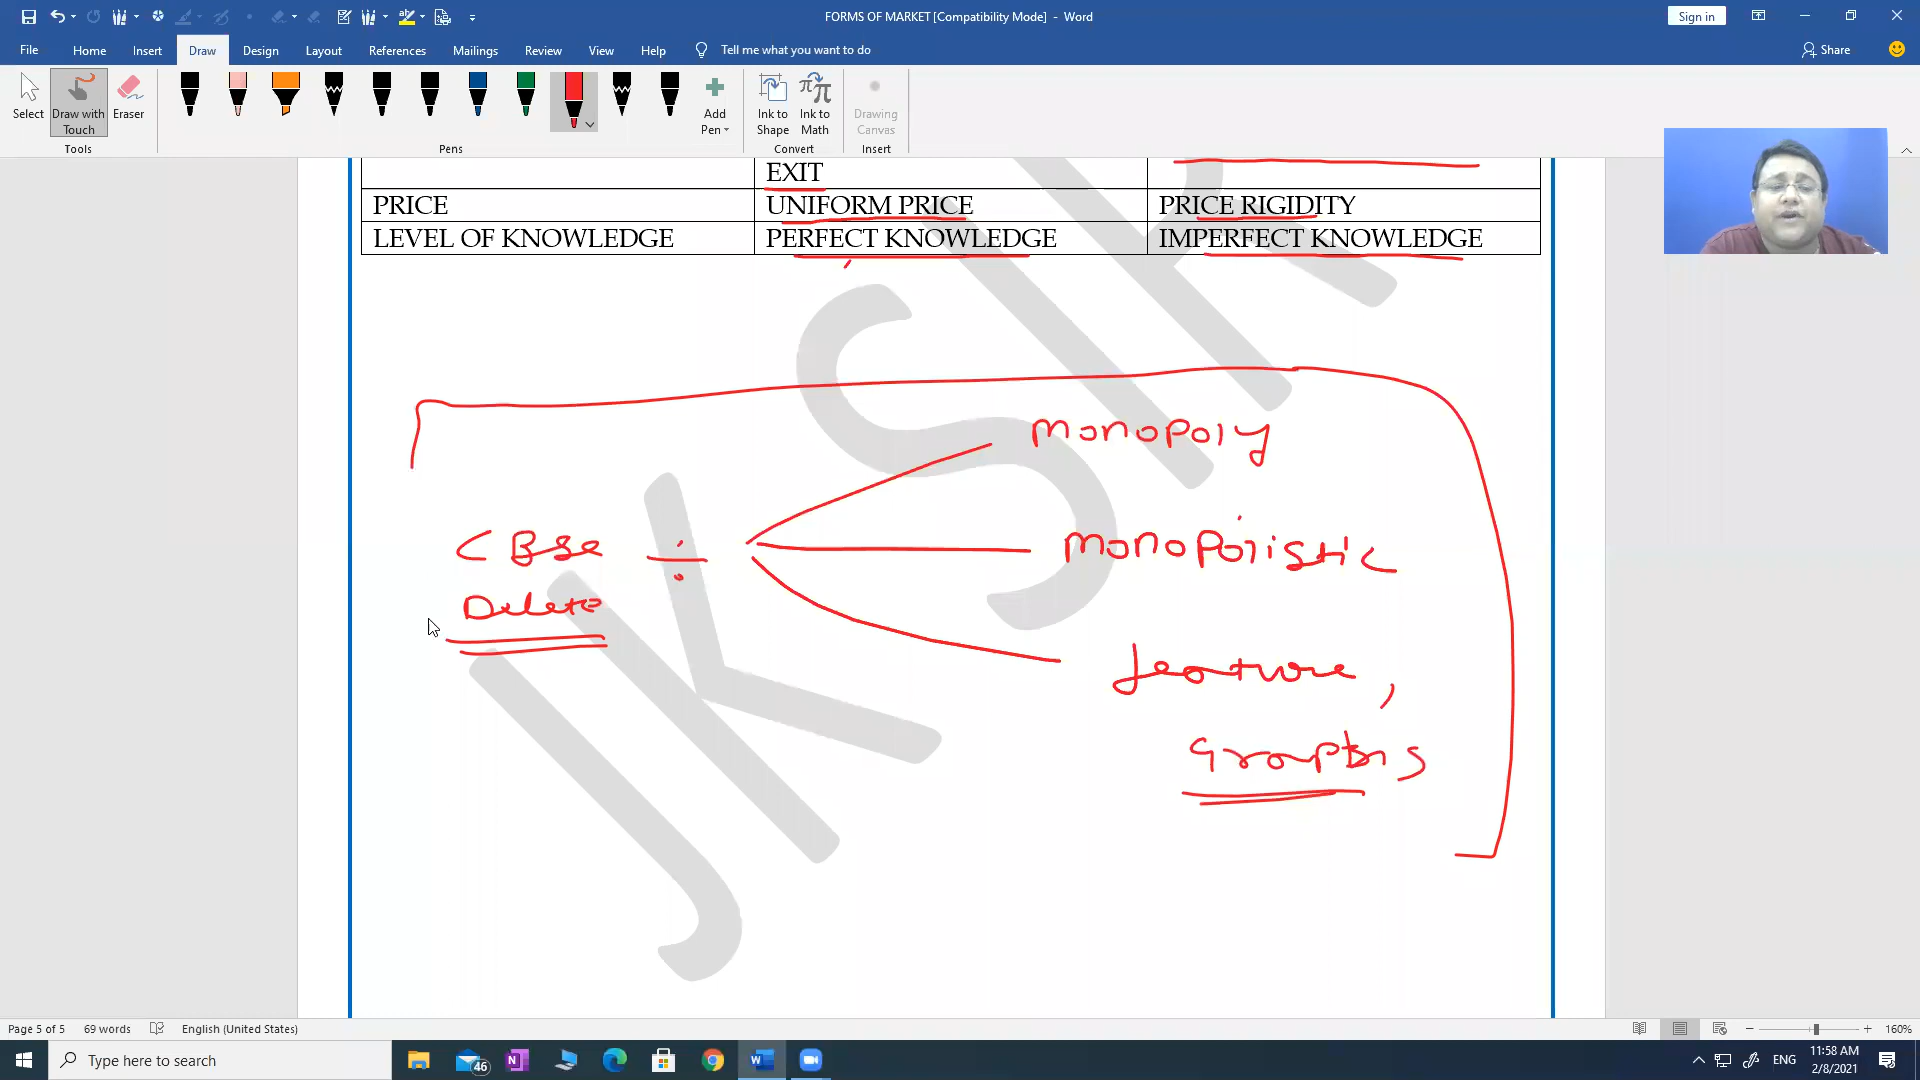 FORMS OF MARKET [Compatibility Mode] - Word
Sign in
File Home Insert Draw Design Layout References Mailings Review View Help Tell me what you want to do Share
Select
Draw with Touch
Eraser
Add Pen
Ink to Shape
Ink to Math
Drawing Canvas
Tools
Pens
Convert
Insert
EXIT
PRICE UNIFORM PRICE PRICE RIGIDITY
LEVEL OF KNOWLEDGE PERFECT KNOWLEDGE IMPERFECT KNOWLEDGE
JK SIR
monopoly
CBSE
monopolistic
Delete
feature,
Page 5 of 5 69 words English (United States) 160%
Type here to search
46
ENG
11:58 AM
2/8/2021